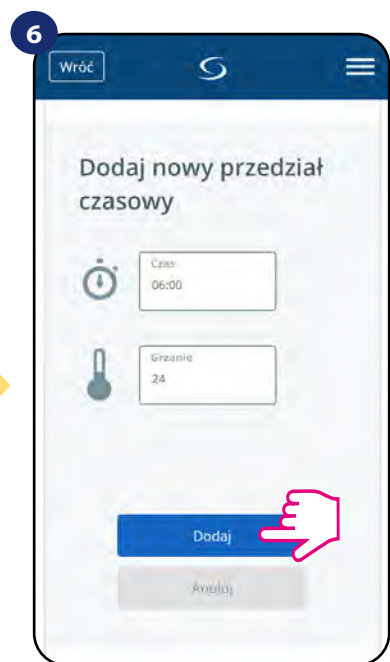 6
Wróć
Dodaj nowy przedział
czasowy
Czas
06:00
Grzanie
24
Dodaj
Anuluj